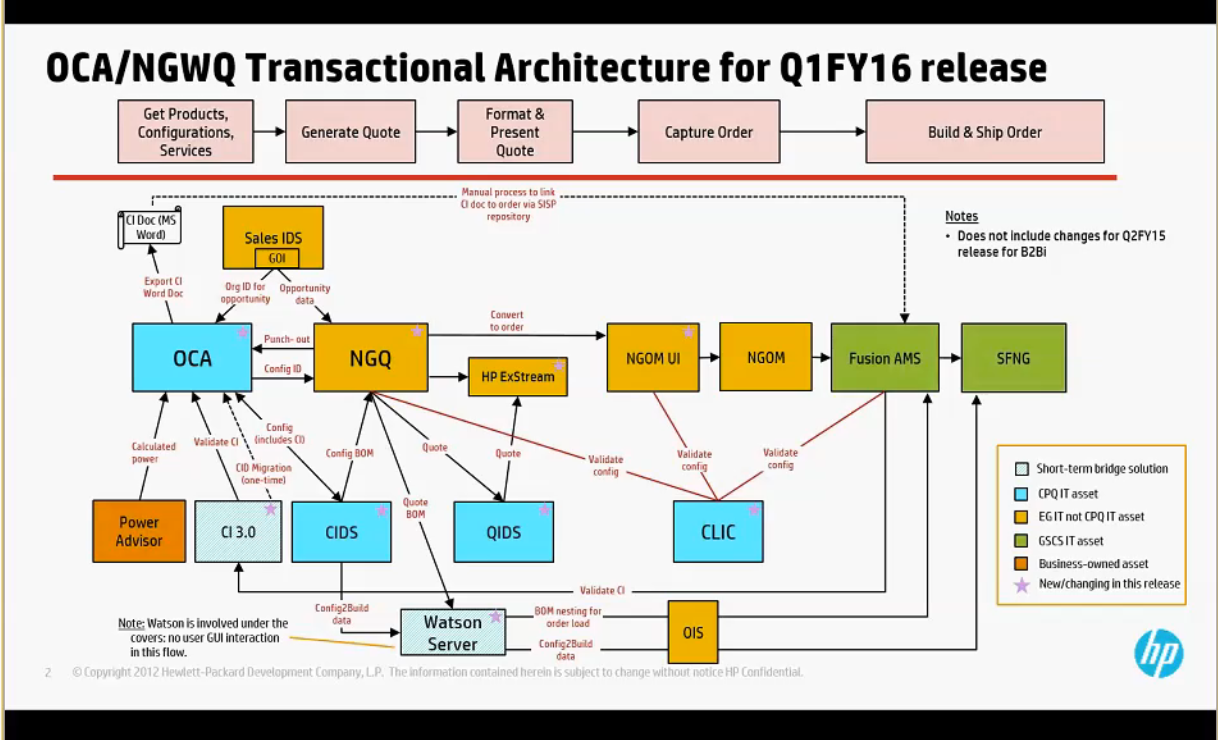 OCA/NGWQ Transactional Architecture for Q1FY16 release
Get Products,
Configurations,
Services
Generate Quote
Format &
Present
Quote
Capture Order
Build & Ship Order
Manual process to link
CI doc to order via SISP
repository
CI Doc (MS
Word)
Sales IDS
GOI
Notes
• Does not include changes for Q2FY15
release for B2Bi
Export CI
Word Doc
Org ID for
opportunity
Opportunity
data
Convert
to order
OCA
Punch- out
Config ID
NGQ
HP ExStream
NGOM UI
NGOM
Fusion AMS
SFNG
Calculated
power
Validate CI
CID Migration
(one-time)
Config
(includes CI)
Config BOM
Quote
Quote
Validate
config
Validate
config
Validate
config
Quote
BOM
Power
Advisor
CI 3.0
CIDS
QIDS
CLIC
Short-term bridge solution
CPQ IT asset
EG IT not CPQ IT asset
GSCS IT asset
Business-owned asset
New/changing in this release
Validate CI
Note: Watson is involved under the
covers: no user GUI interaction
in this flow.
Config2Build
data
Watson
Server
BOM nesting for
order load
Config2Build
data
OIS
hp
2 © Copyright 2012 Hewlett-Packard Development Company, L.P. The information contained herein is subject to change without notice HP Confidential.